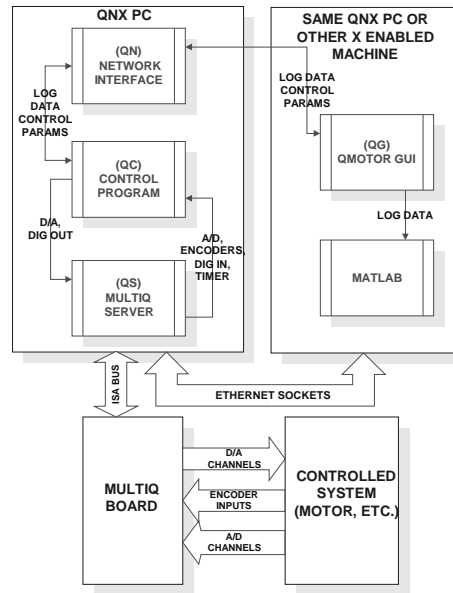 QNX PC
SAME QNX PC OR
OTHER X ENABLED
MACHINE
(QN)
NETWORK
INTERFACE
LOG
DATA
CONTROL
PARAMS
LOG DATA
CONTROL
PARAMS
(QC)
CONTROL
PROGRAM
(QG)
QMOTOR GUI
D/A,
DIG OUT
A/D,
ENCODERS,
DIG IN,
TIMER
LOG DATA
(QS)
MULTIQ
SERVER
MATLAB
ISA BUS
ETHERNET SOCKETS
MULTIQ
BOARD
D/A
CHANNELS
ENCODER
INPUTS
A/D
CHANNELS
CONTROLLED
SYSTEM
(MOTOR, ETC.)